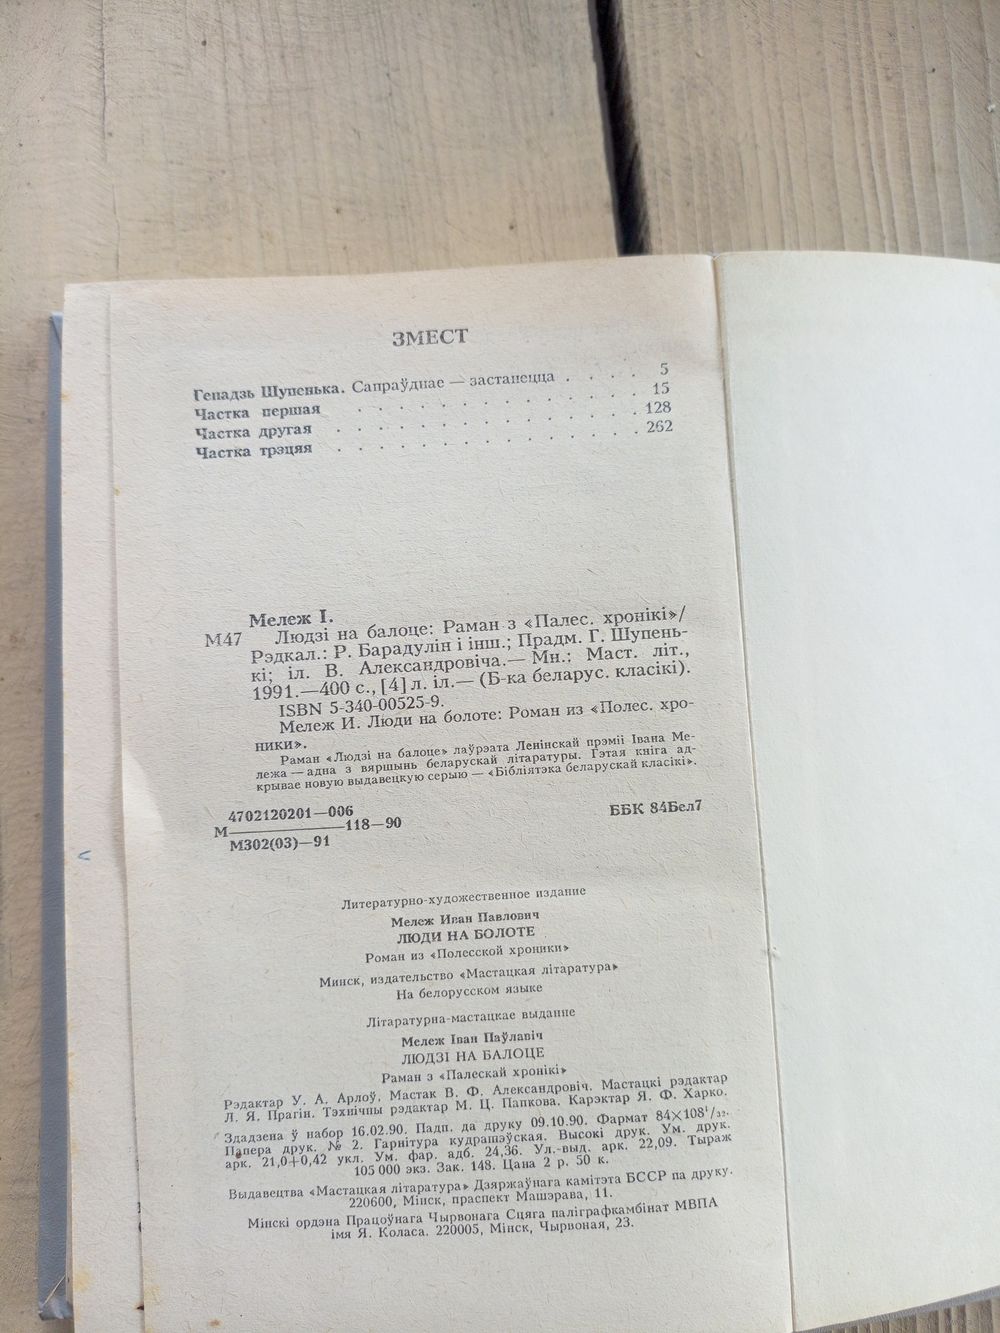 ЗМЕСТ
Генадзь Шупенька. Сапраўднае — застанецца . . . . 5
Частка першая . . . . . . . . . . . 15
Частка другая . . . . . . . . . . . 128
Частка трэцяя . . . . . . . . . . . 262
Мележ І.
М47 Людзі на балоце: Раман з «Палес. хронікі»/
Рэдкал.: Р. Барадулін і інш.; Прадм. Г. Шупень-
кі; іл. В. Александровіча.— Мн.: Маст. літ.,
1991.—400 с., [4] л. іл.— (Б-ка беларус. класікі).
ISBN 5-340-00525-9.
Мележ И. Люди на болоте: Роман из «Полес. хро-
ники».
Раман «Людзі на балоце» лаўрэата Ленінскай прэміі Івана Ме-
лежа — адна з вяршынь беларускай літаратуры. Гэтая кніга ад-
крывае новую выдавецкую серыю — «Бібліятэка беларускай класікі».
4702120201—006
М————118—90 ББК 84Бел7
М302(03)—91
Литературно-художественное издание
Мележ Иван Павлович
ЛЮДИ НА БОЛОТЕ
Роман из «Полесской хроники»
Минск, издательство «Мастацкая літаратура»
На белорусском языке
Літаратурна-мастацкае выданне
Мележ Іван Паўлавіч
ЛЮДЗІ НА БАЛОЦЕ
Раман з «Палескай хронікі»
Рэдактар У. А. Арлоў. Мастак В. Ф. Александровіч. Мастацкі рэдактар
Л. Я. Прагін. Тэхнічны рэдактар М. Ц. Папкова. Карэктар Я. Ф. Харко.
Здадзена ў набор 16.02.90. Падп. да друку 09.10.90. Фармат 84×108¹/₃₂.
Папера друк. № 2. Гарнітура кудрашэўская. Высокі друк. Ум. друк.
арк. 21,0+0,42 укл. Ум. фар. адб. 24,36. Ул.-выд. арк. 22,09. Тыраж
105 000 экз. Зак. 148. Цана 2 р. 50 к.
Выдавецтва «Мастацкая літаратура» Дзяржаўнага камітэта БССР па друку.
220600, Мінск, праспект Машэрава, 11.
Мінскі ордэна Працоўнага Чырвонага Сцяга паліграфкамбінат МВПА
імя Я. Коласа. 220005, Мінск, Чырвоная, 23.